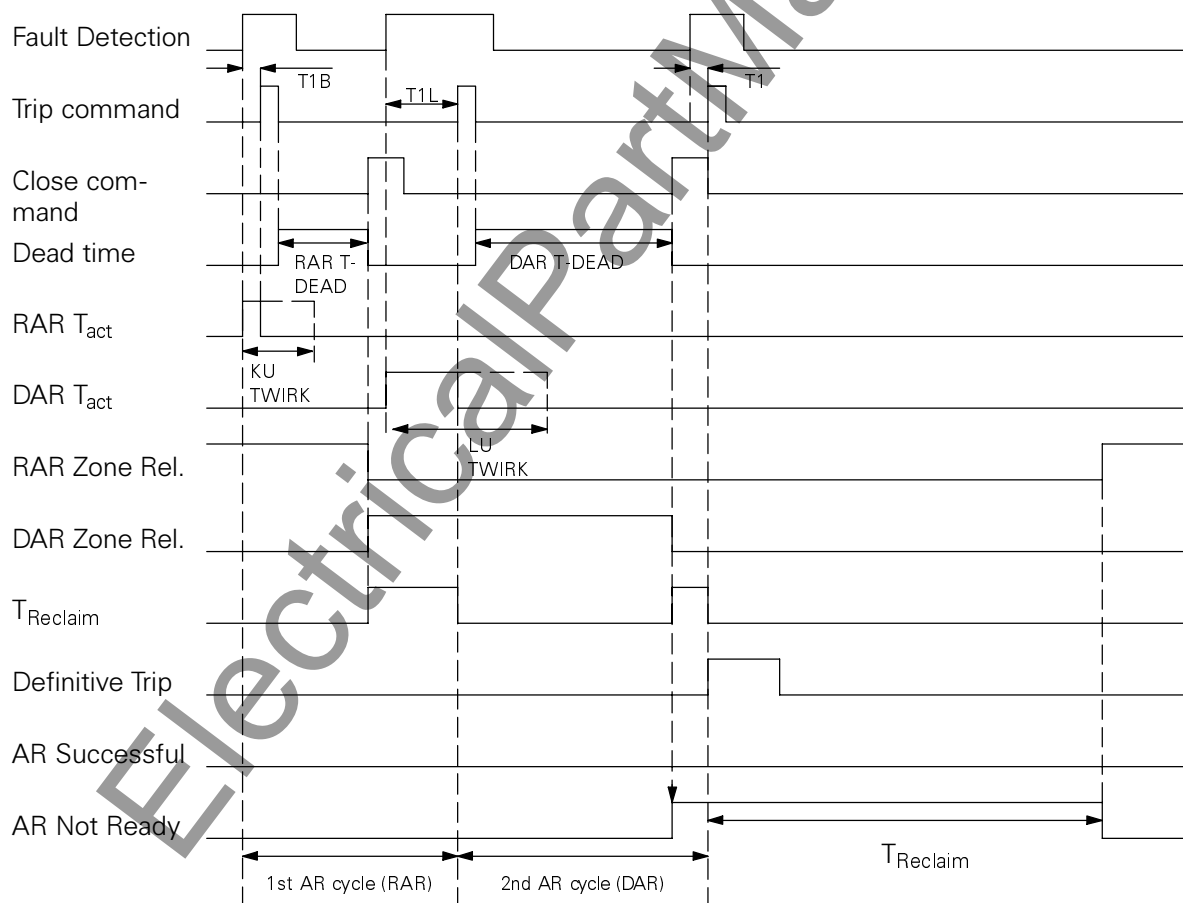 Fault Detection
T1B
T1
Trip command
T1L
Close com-
mand
Dead time
RAR T-
DEAD
DAR T-DEAD
RAR Tact
KU
TWIRK
DAR Tact
LU
TWIRK
RAR Zone Rel.
DAR Zone Rel.
TReclaim
Definitive Trip
AR Successful
AR Not Ready
TReclaim
1st AR cycle (RAR)
2nd AR cycle (DAR)
ElectricalPartMa